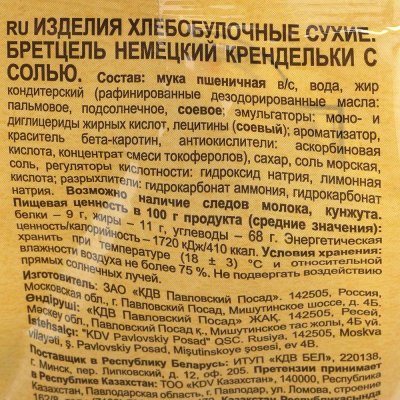 RU ИЗДЕЛИЯ ХЛЕБОБУЛОЧНЫЕ СУХИЕ.
БРЕТЦЕЛЬ НЕМЕЦКИЙ КРЕНДЕЛЬКИ С
СОЛЬЮ. Состав: мука пшеничная в/с, вода, жир
кондитерский (рафинированные дезодорированные масла:
пальмовое, подсолнечное, соевое; эмульгаторы: моно- и
диглицериды жирных кислот, лецитины (соевый); ароматизатор,
краситель бета-каротин, антиокислители: аскорбиновая
кислота, концентрат смеси токоферолов), сахар, соль морская,
соль, регуляторы кислотности: гидроксид натрия, лимонная
кислота; разрыхлители: гидрокарбонат аммония, гидрокарбонат
натрия. Возможно наличие следов молока, кунжута.
Пищевая ценность в 100 г продукта (средние значения):
белки – 9 г, жиры - 11 г, углеводы – 68 г. Энергетическая
ценность/калорийность – 1720 кДж/410 ккал. Условия хранения:
хранить при температуре (18 ± 3) °С и относительной
влажности воздуха не более 75 %. Не подвергать воздействию
прямых солнечных лучей.
Изготовитель: ЗАО «КДВ Павловский Посад». 142505, Россия,
Московская обл., г. Павловский Посад, Мишутинское шоссе, д. 4Б.
Өндіруші: «КДВ Павловский Посад» ЖАҚ, 142505, Ресей,
Мәскеу обл., Павловский Посад қ., Мишутинское тас жолы, 4Б үй.
İstehsalçı: "KDV Pavlovskiy Posad" QSC. Rusiya, 142505, Moskva
vilayəti, ş. Pavlovskiy Posad, Mişutinskoye şosesi, ev 4B.
Поставщик в Республику Беларусь: ИТУП «КДВ БЕЛ», 220138,
г. Минск, пер. Липковский, д. 12, оф. 205. Претензии принимает
в Республике Казахстан: ТОО «KDV Kazakhstan», 140000, Республика
Казахстан, Павлодарская область, г. Павлодар, ул. Ломова, строение